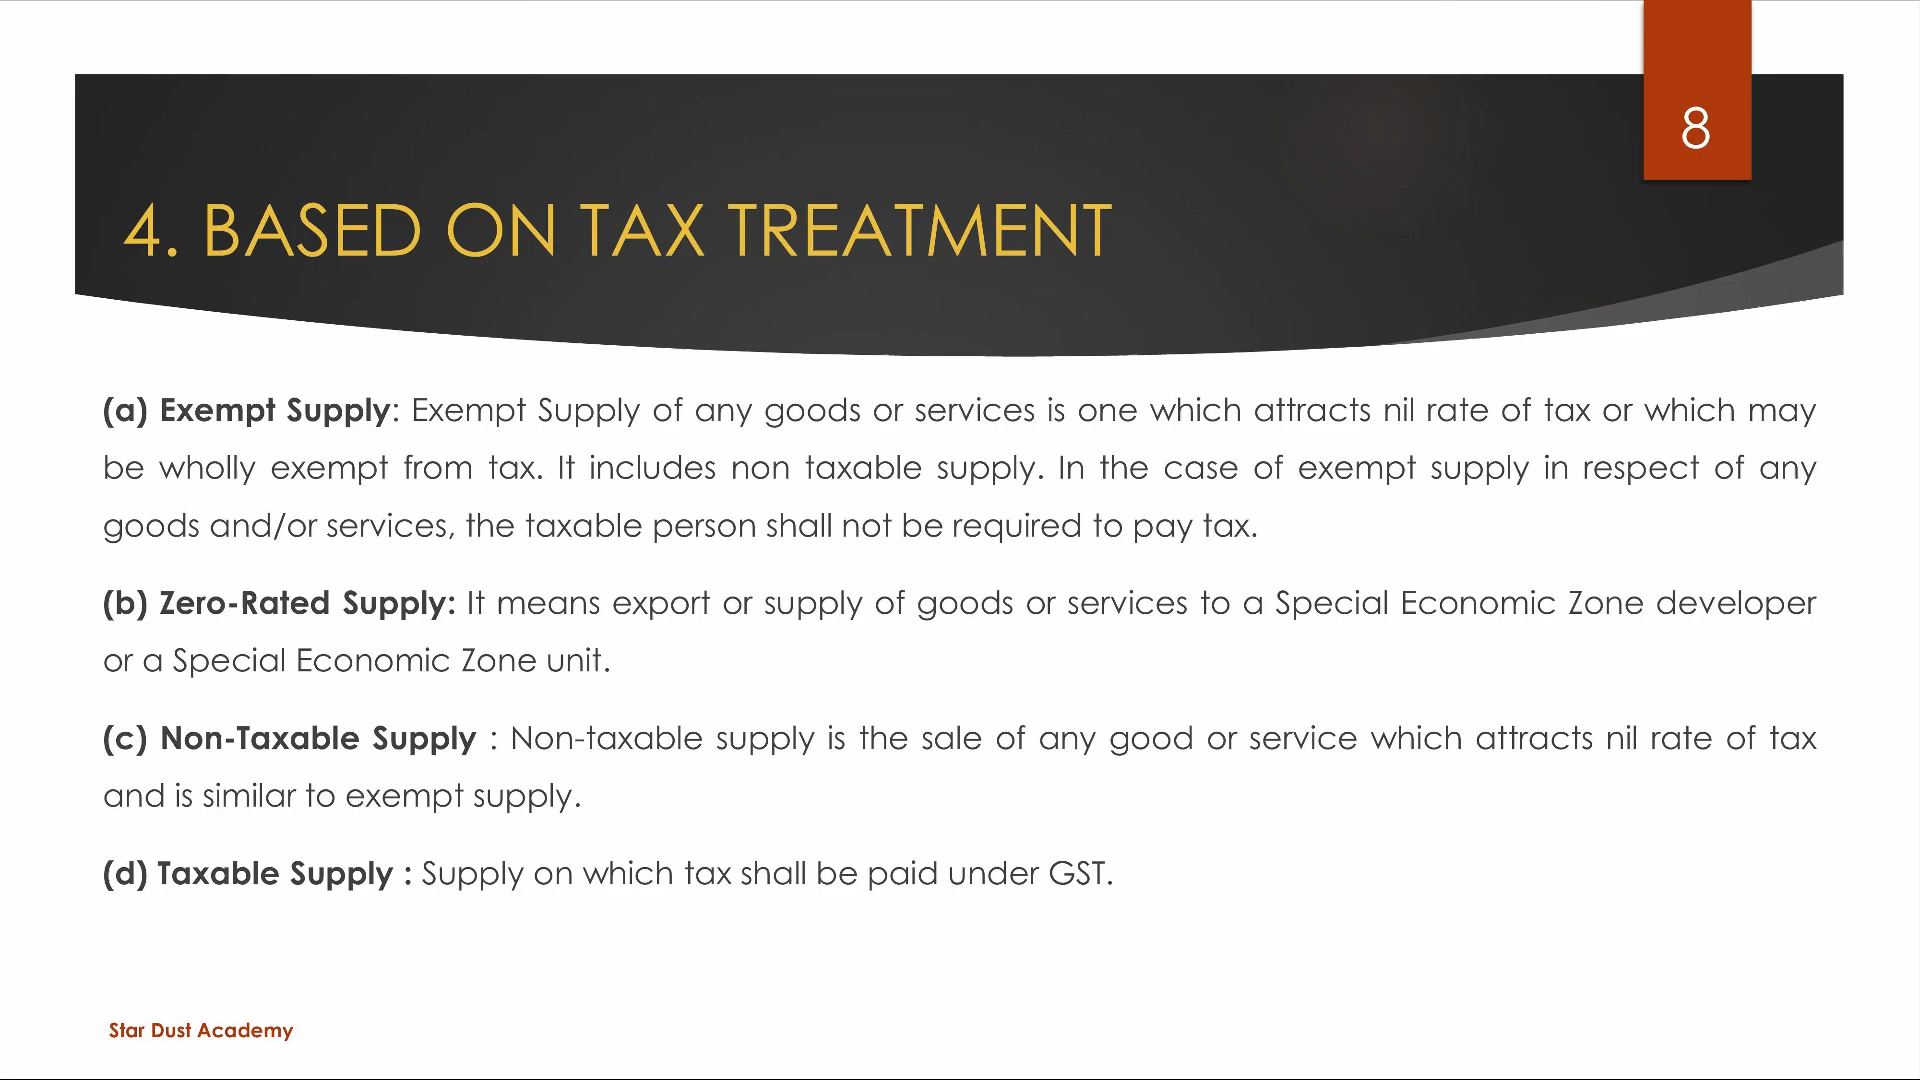 8
4. BASED ON TAX TREATMENT
(a) Exempt Supply: Exempt Supply of any goods or services is one which attracts nil rate of tax or which may
be wholly exempt from tax. It includes non taxable supply. In the case of exempt supply in respect of any
goods and/or services, the taxable person shall not be required to pay tax.
(b) Zero-Rated Supply: It means export or supply of goods or services to a Special Economic Zone developer
or a Special Economic Zone unit.
(c) Non-Taxable Supply : Non-taxable supply is the sale of any good or service which attracts nil rate of tax
and is similar to exempt supply.
(d) Taxable Supply : Supply on which tax shall be paid under GST.
Star Dust Academy